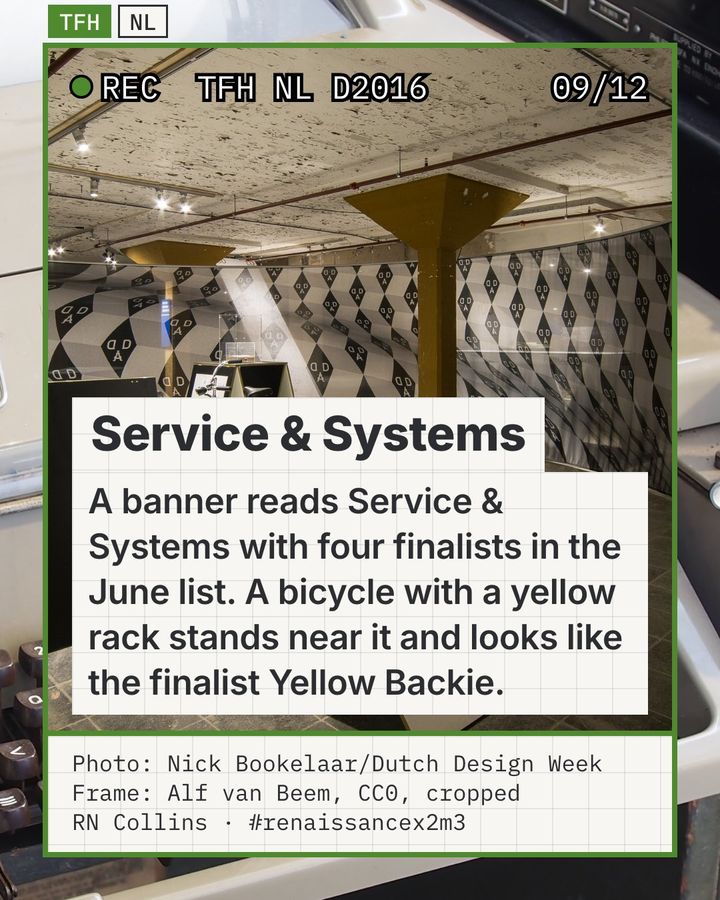 TFH NL
REC TFH NL D2016 09/12
Service & Systems
A banner reads Service &
Systems with four finalists in the
June list. A bicycle with a yellow
rack stands near it and looks like
the finalist Yellow Backie.
Photo: Nick Bookelaar/Dutch Design Week
Frame: Alf van Beem, CC0, cropped
RN Collins · #renaissancex2m3